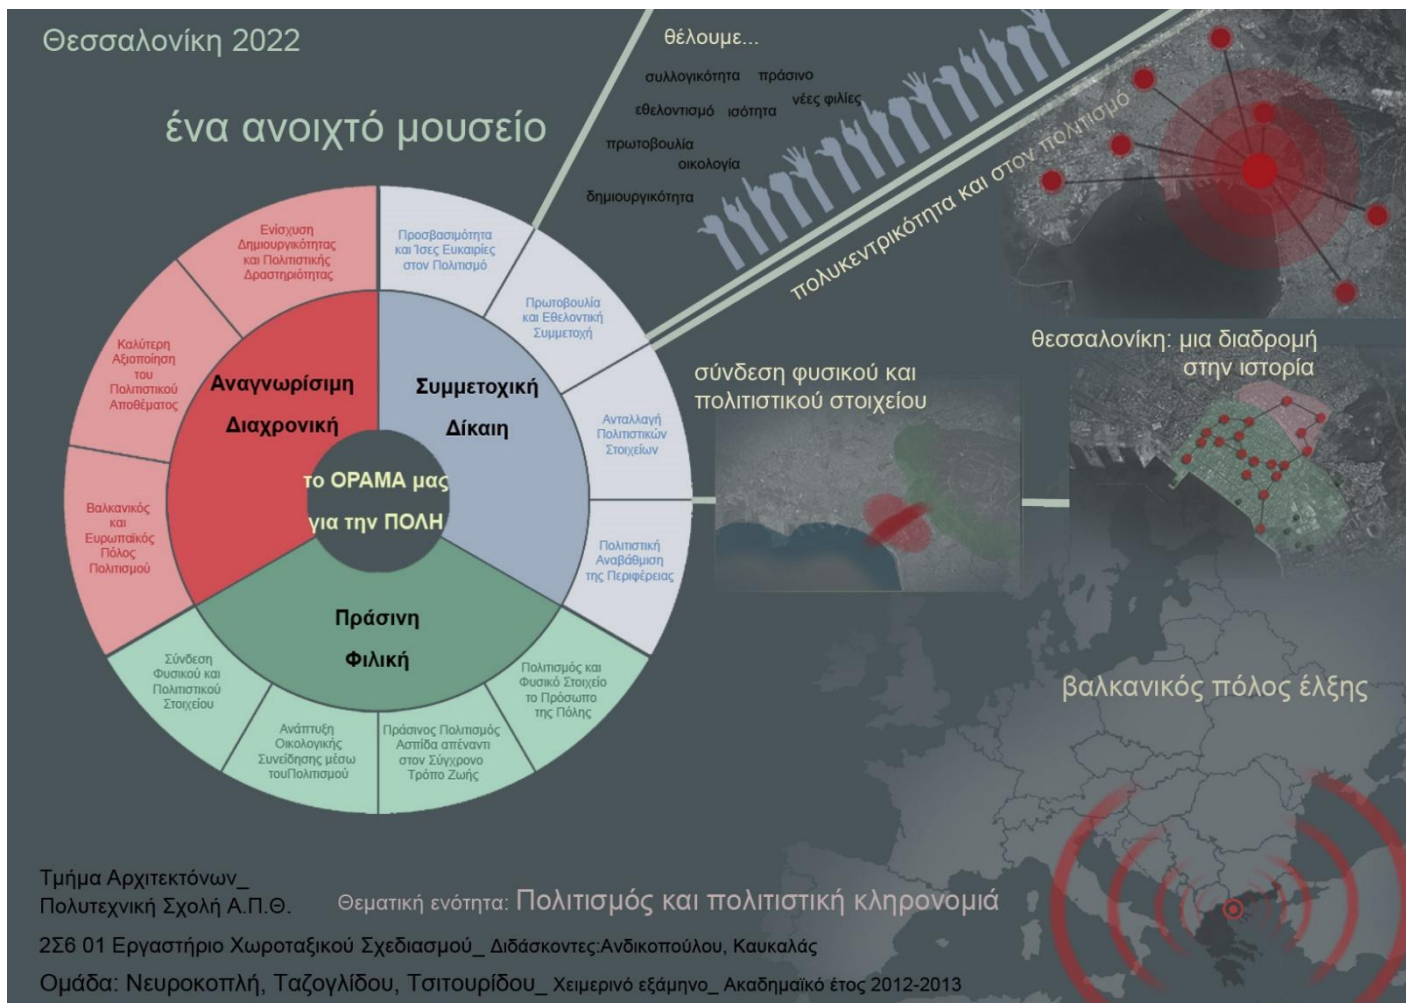 Θεσσαλονίκη 2022
ένα ανοιχτό μουσείο
θέλουμε...
συλλογικότητα πράσινο
εθελοντισμό ισότητα νέες φιλίες
πρωτοβουλία
οικολογία
δημιουργικότητα
πολυκεντρικότητα και στον πολιτισμό
Ενίσχυση
Δημιουργικότητας
και Πολιτιστικής
Δραστηριότητας
Προσβασιμότητα
και Ίσες Ευκαιρίες
στον Πολιτισμό
Πρωτοβουλία
και Εθελοντική
Συμμετοχή
Ανταλλαγή
Πολιτιστικών
Στοιχείων
Πολιτιστική
Αναβάθμιση
της Περιφέρειας
Πολιτισμός και
Φυσικό Στοιχείο
το Πρόσωπο
της Πόλης
Πράσινος Πολιτισμός
Ασπίδα απέναντι
στον Σύγχρονο
Τρόπο Ζωής
Ανάπτυξη
Οικολογικής
Συνείδησης μέσω
τουΠολιτισμού
Σύνδεση
Φυσικού και
Πολιτιστικού
Στοιχείου
Βαλκανικός
και
Ευρωπαϊκός
Πόλος
Πολιτισμού
Καλύτερη
Αξιοποίηση
του
Πολιτιστικού
Αποθέματος
Αναγνωρίσιμη
Διαχρονική
Συμμετοχική
Δίκαιη
το ΟΡΑΜΑ μας
για την ΠΟΛΗ
Πράσινη
Φιλική
σύνδεση φυσικού και
πολιτιστικού στοιχείου
θεσσαλονίκη: μια διαδρομή
στην ιστορία
βαλκανικός πόλος έλξης
Τμήμα Αρχιτεκτόνων_
Πολυτεχνική Σχολή Α.Π.Θ.
Θεματική ενότητα: Πολιτισμός και πολιτιστική κληρονομιά
2Σ6 01 Εργαστήριο Χωροταξικού Σχεδιασμού_ Διδάσκοντες:Ανδικοπούλου, Καυκαλάς
Ομάδα: Νευροκοπλή, Ταζογλίδου, Τσιτουρίδου_ Χειμερινό εξάμηνο_ Ακαδημαϊκό έτος 2012-2013